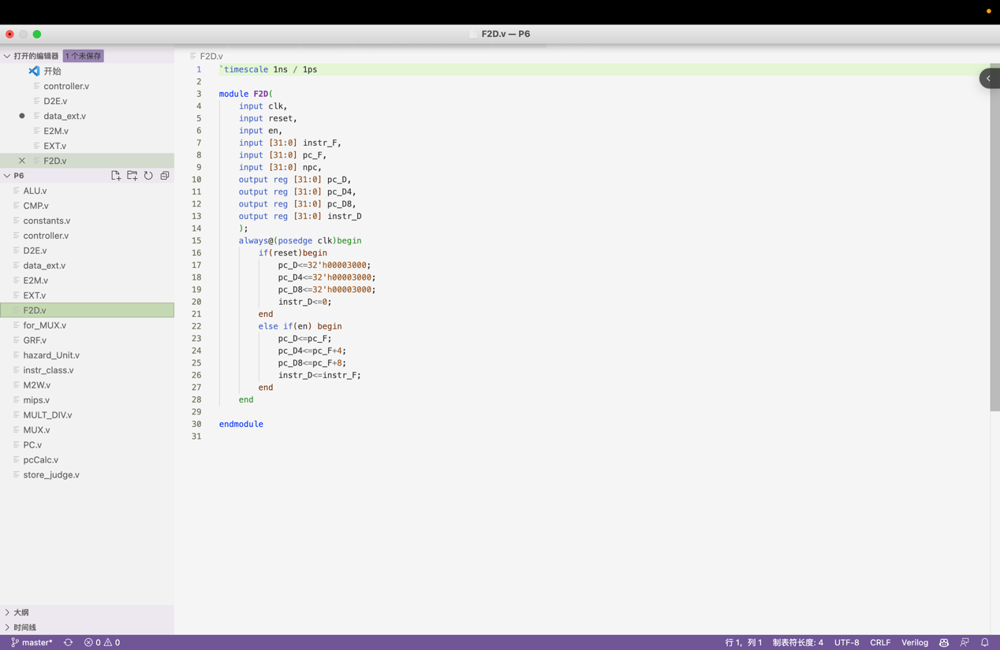 F2D.v — P6
打开的编辑器 1 个未保存
开始
controller.v
D2E.v
data_ext.v
E2M.v
EXT.v
F2D.v
P6
ALU.v
CMP.v
constants.v
controller.v
D2E.v
data_ext.v
E2M.v
EXT.v
F2D.v
for_MUX.v
GRF.v
hazard_Unit.v
instr_class.v
M2W.v
mips.v
MULT_DIV.v
MUX.v
PC.v
pcCalc.v
store_judge.v
大纲
时间线
F2D.v
1 `timescale 1ns / 1ps
2
3 module F2D(
4     input clk,
5     input reset,
6     input en,
7     input [31:0] instr_F,
8     input [31:0] pc_F,
9     input [31:0] npc,
10     output reg [31:0] pc_D,
11     output reg [31:0] pc_D4,
12     output reg [31:0] pc_D8,
13     output reg [31:0] instr_D
14     );
15     always@(posedge clk)begin
16         if(reset)begin
17             pc_D<=32'h00003000;
18             pc_D4<=32'h00003000;
19             pc_D8<=32'h00003000;
20             instr_D<=0;
21         end
22         else if(en) begin
23             pc_D<=pc_F;
24             pc_D4<=pc_F+4;
25             pc_D8<=pc_F+8;
26             instr_D<=instr_F;
27         end
28     end
29
30 endmodule
31
master* 0 0 行 1，列 1 制表符长度: 4 UTF-8 CRLF Verilog